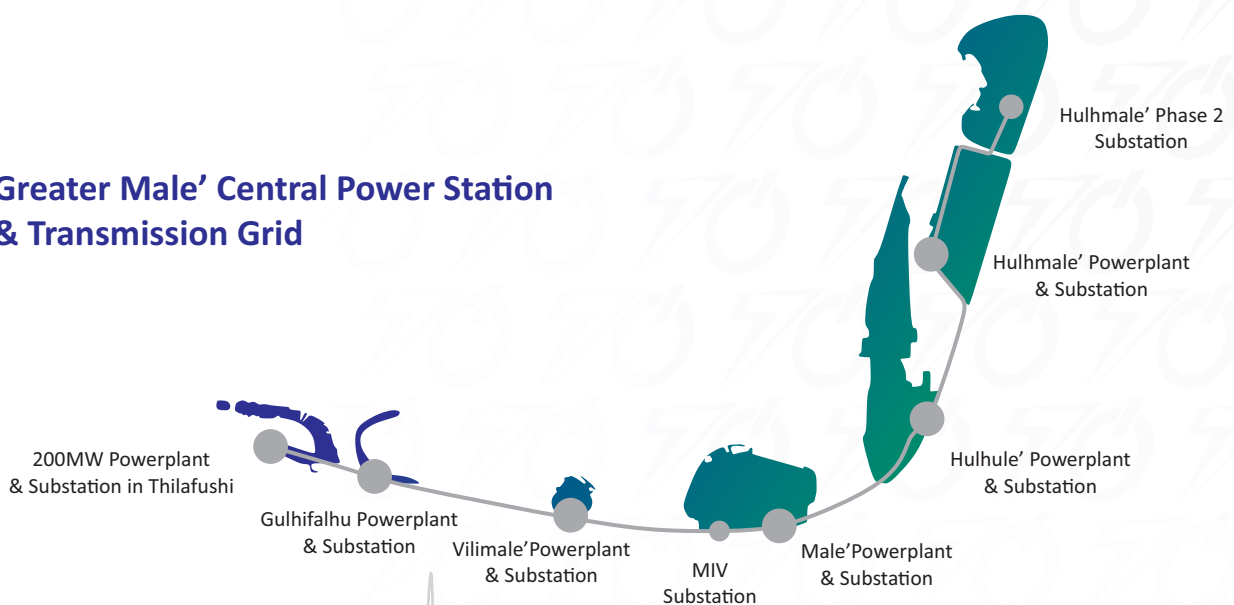 Greater Male’ Central Power Station
& Transmission Grid
Hulhmale’ Phase 2
Substation
Hulhmale’ Powerplant
& Substation
Hulhule’ Powerplant
& Substation
200MW Powerplant
& Substation in Thilafushi
Gulhifalhu Powerplant
& Substation
Vilimale’Powerplant
& Substation
MIV
Substation
Male’Powerplant
& Substation